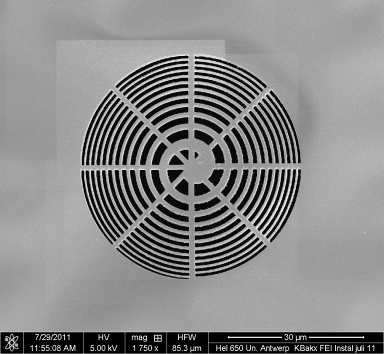 7/29/2011 HV mag HFW 30 µm
11:55:08 AM 5.00 kV 1 750 x 85.3 µm Hel 650 Un. Antwerp KBakx FEI Instal juli 11